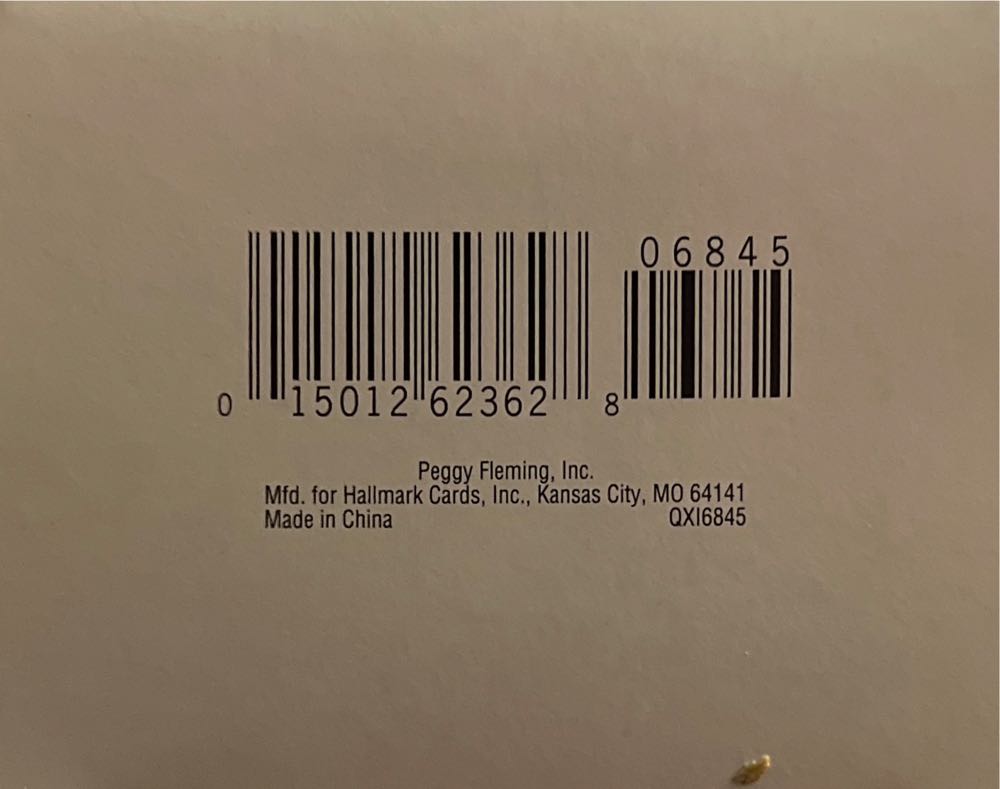 06845
0 15012 62362 8
Peggy Fleming, Inc.
Mfd. for Hallmark Cards, Inc., Kansas City, MO 64141
Made in China QXI6845